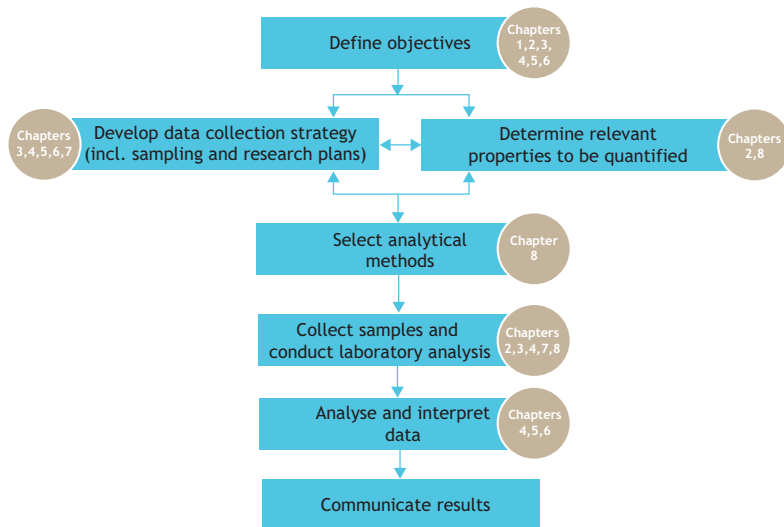 Define objectives
Chapters
1,2,3,
4,5,6
Chapters
3,4,5,6,7
Develop data collection strategy
(incl. sampling and research plans)
Determine relevant
properties to be quantified
Chapters
2,8
Select analytical
methods
Chapter
8
Collect samples and
conduct laboratory analysis
Chapters
2,3,4,7,8
Analyse and interpret
data
Chapters
4,5,6
Communicate results